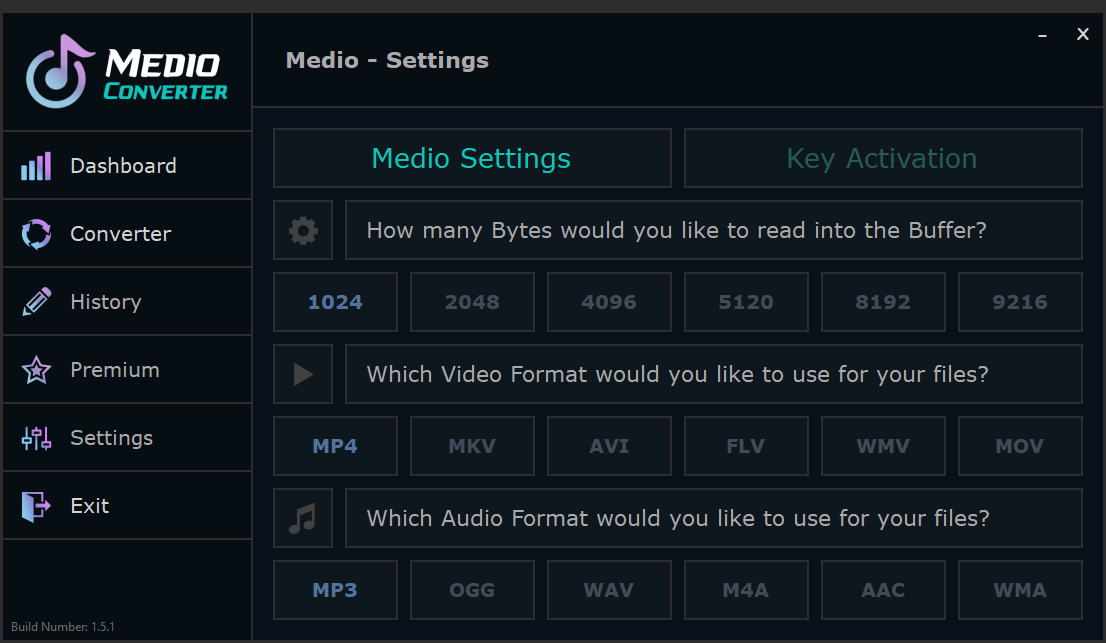 MEDIO
CONVERTER
Medio - Settings
– X
Dashboard
Converter
History
Premium
Settings
Exit
Build Number: 1.5.1
Medio Settings
Key Activation
How many Bytes would you like to read into the Buffer?
1024 2048 4096 5120 8192 9216
Which Video Format would you like to use for your files?
MP4 MKV AVI FLV WMV MOV
Which Audio Format would you like to use for your files?
MP3 OGG WAV M4A AAC WMA